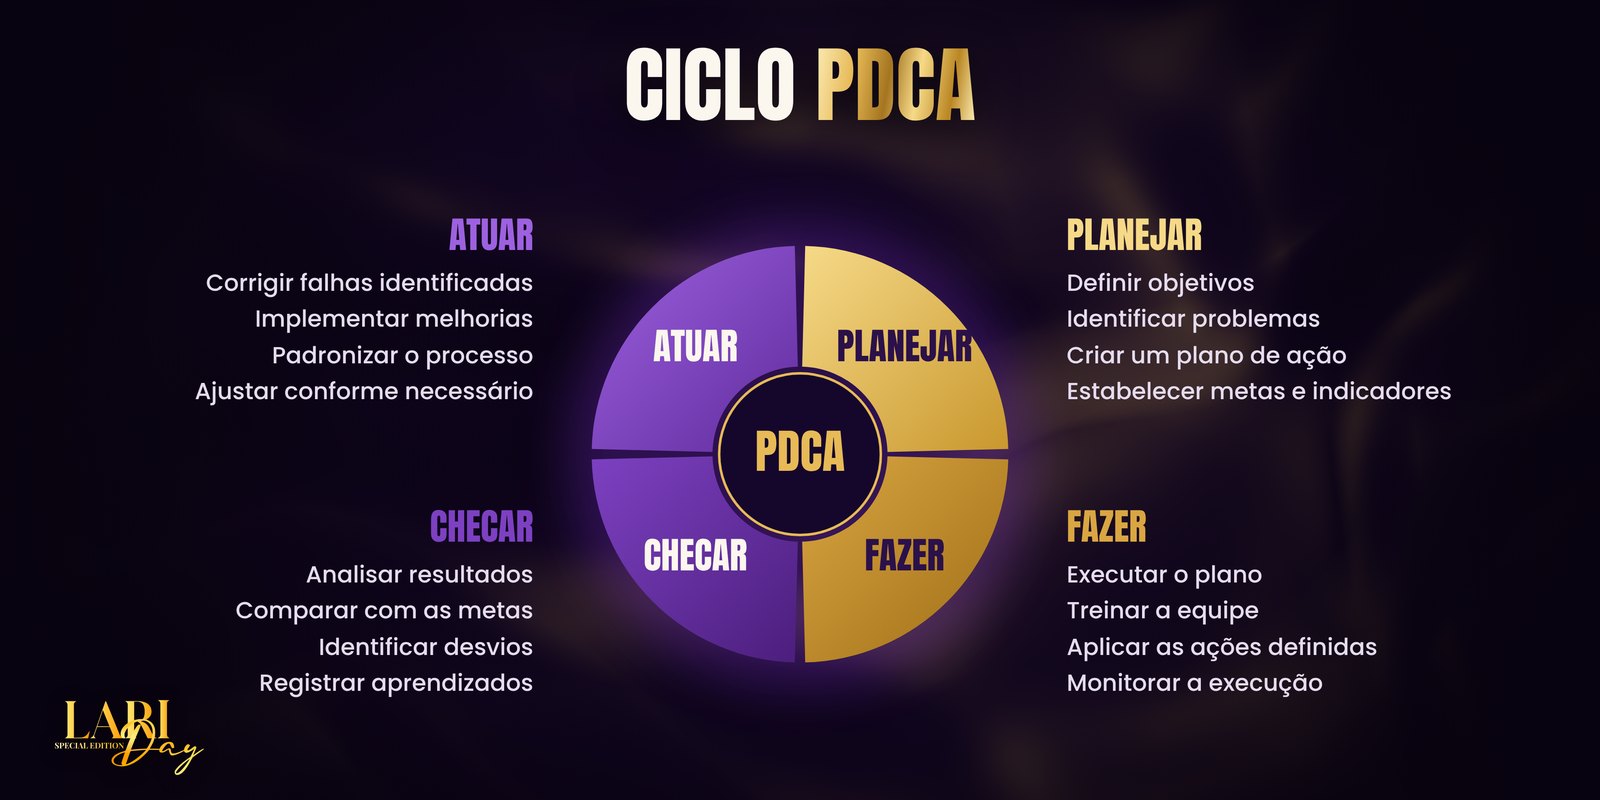 CICLO PDCA
ATUAR
Corrigir falhas identificadas
Implementar melhorias
Padronizar o processo
Ajustar conforme necessário
PLANEJAR
Definir objetivos
Identificar problemas
Criar um plano de ação
Estabelecer metas e indicadores
ATUAR
PLANEJAR
PDCA
CHECAR
FAZER
CHECAR
Analisar resultados
Comparar com as metas
Identificar desvios
Registrar aprendizados
FAZER
Executar o plano
Treinar a equipe
Aplicar as ações definidas
Monitorar a execução
LARI
SPECIAL EDITION
Day